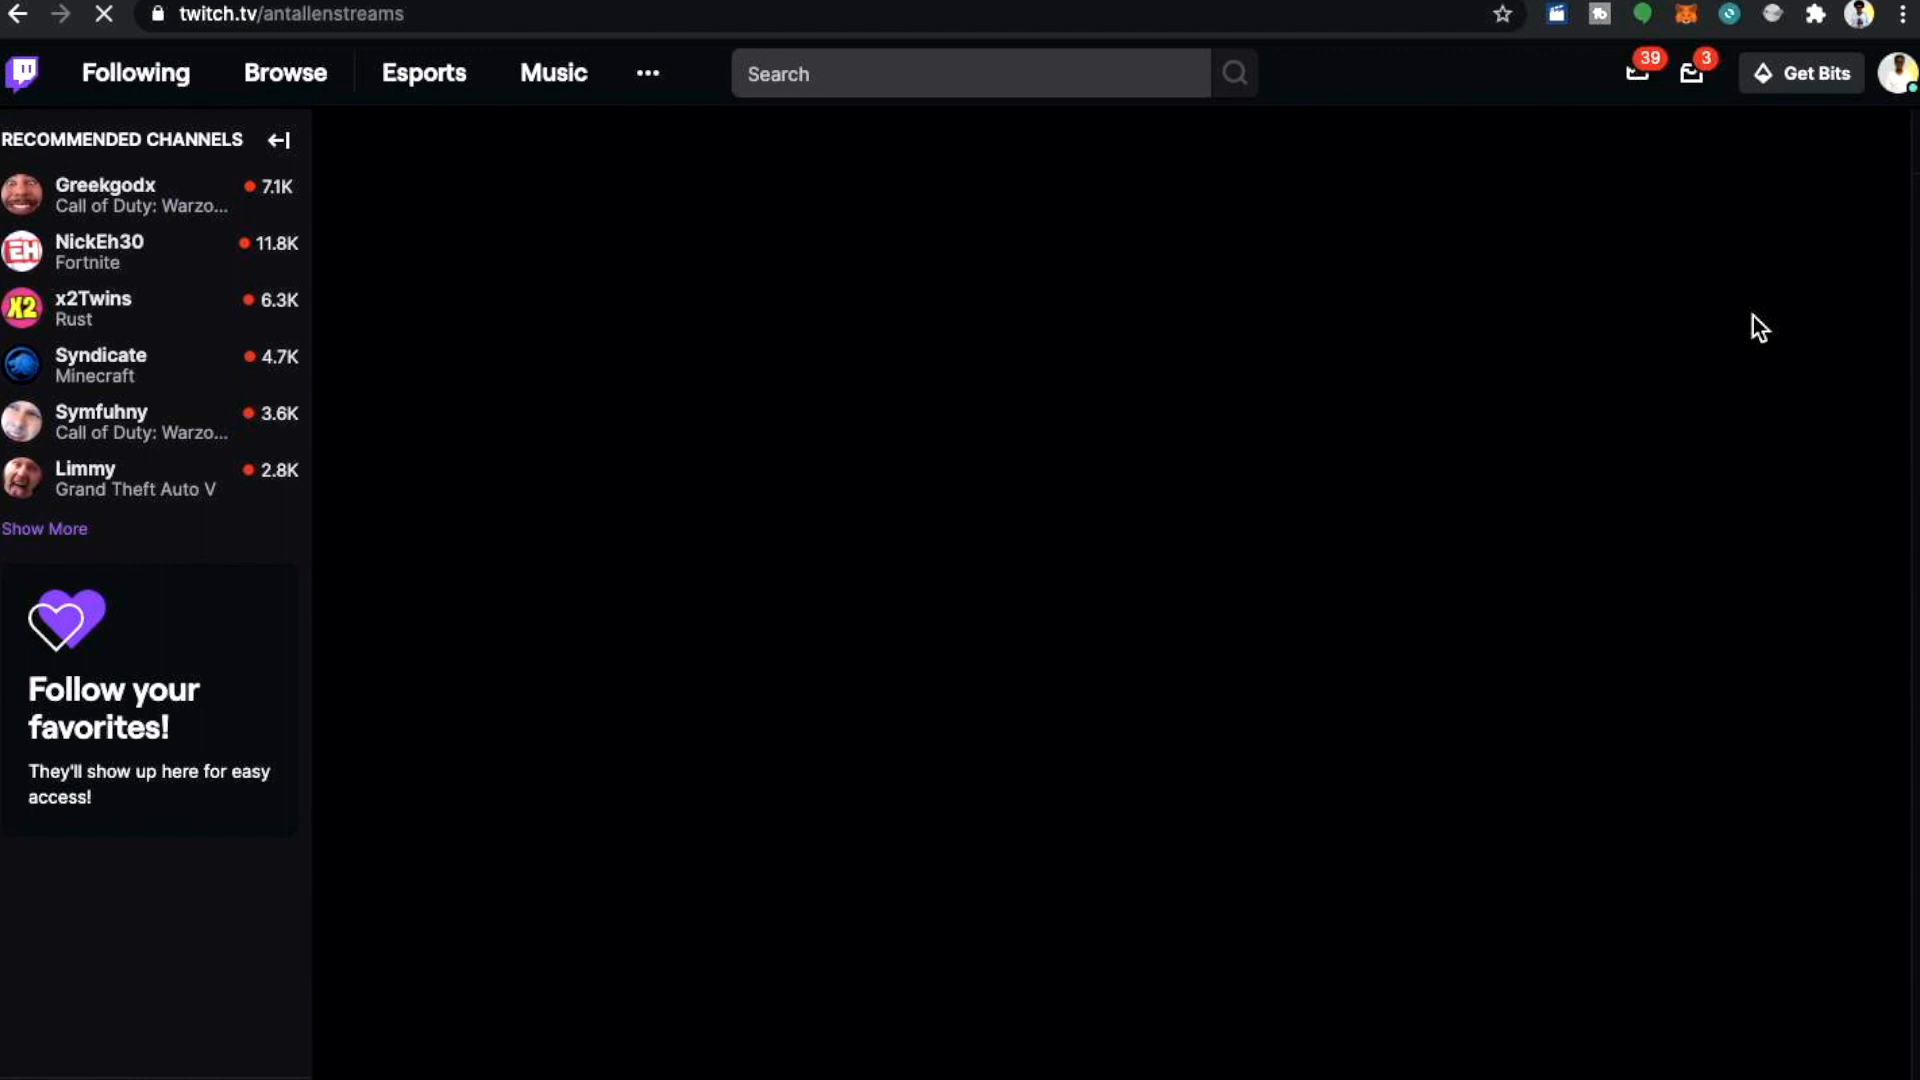 twitch.tv/antallenstreams
Following
Browse
Esports
Music
Search
39
3
Get Bits
RECOMMENDED CHANNELS
Greekgodx
7.1K
Call of Duty: Warzo...
EH
NickEh30
11.8K
Fortnite
X2
x2Twins
6.3K
Rust
Syndicate
4.7K
Minecraft
Symfuhny
3.6K
Call of Duty: Warzo...
Limmy
2.8K
Grand Theft Auto V
Show More
Follow your
favorites!
They'll show up here for easy
access!